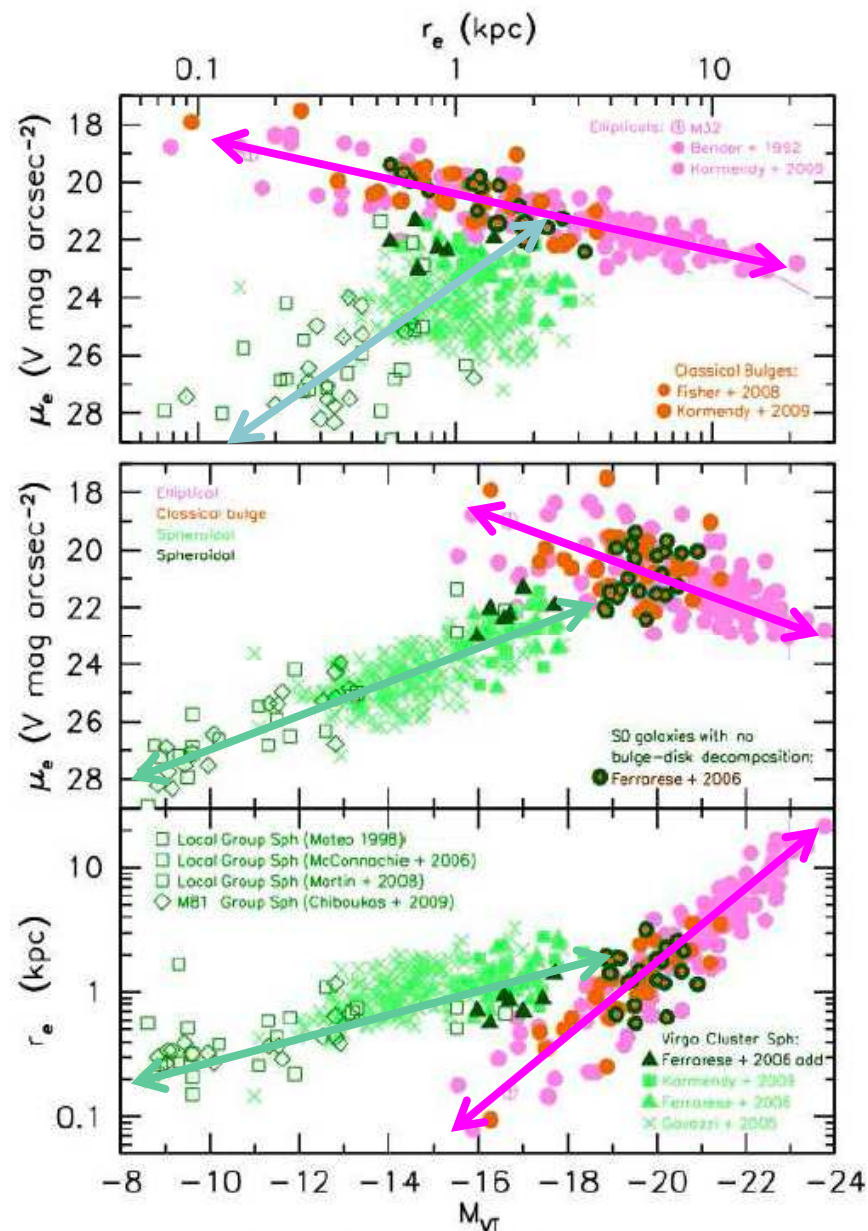 r_e (kpc)
0.1 1 10
18
20
22
24
26
28
μ_e (V mag arcsec⁻²)
Ellipticals: M32
Bender + 1992
Kormendy + 2009
Classical Bulges:
Fisher + 2008
Kormendy + 2009
18
20
22
24
26
28
μ_e (V mag arcsec⁻²)
Elliptical
Classical bulge
Spheroidal
Spheroidal
S0 galaxies with no
bulge-disk decomposition:
Ferrarese + 2006
10
1
0.1
r_e (kpc)
Local Group Sph (Mateo 1998)
Local Group Sph (McConnachie + 2006)
Local Group Sph (Martin + 2008)
M81 Group Sph (Chiboukas + 2009)
Virgo Cluster Sph:
Ferrarese + 2006 add
Kormendy + 2009
Ferrarese + 2006
Gavazzi + 2005
-8 -10 -12 -14 -16 -18 -20 -22 -24
M_VT